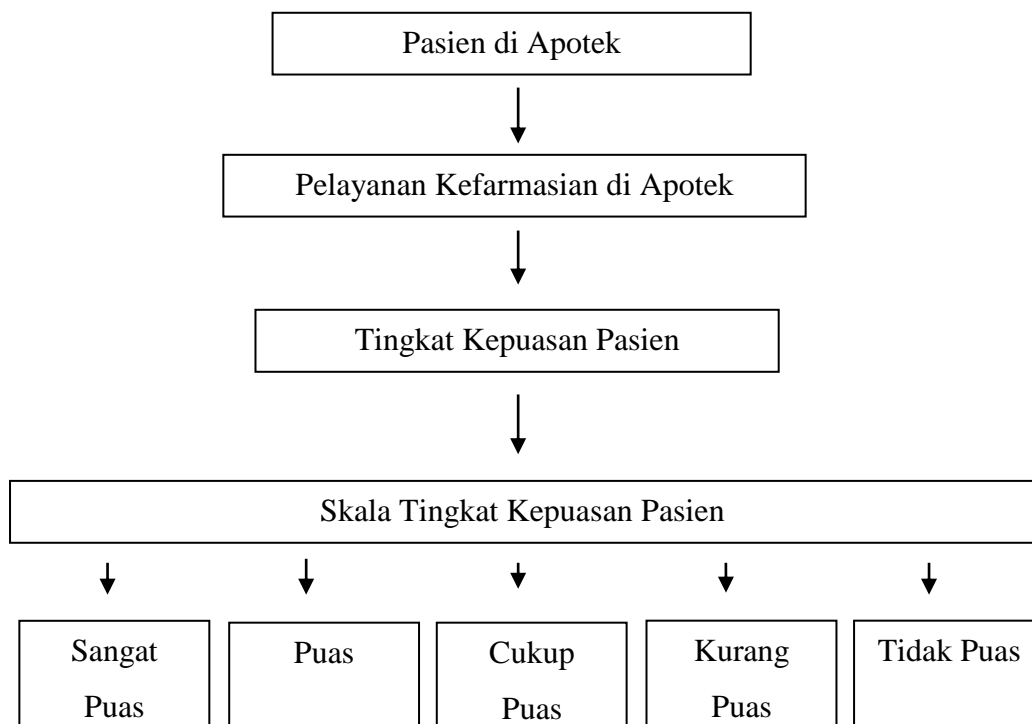 Pasien di Apotek
Pelayanan Kefarmasian di Apotek
Tingkat Kepuasan Pasien
Skala Tingkat Kepuasan Pasien
Sangat
Puas
Puas
Cukup
Puas
Kurang
Puas
Tidak Puas